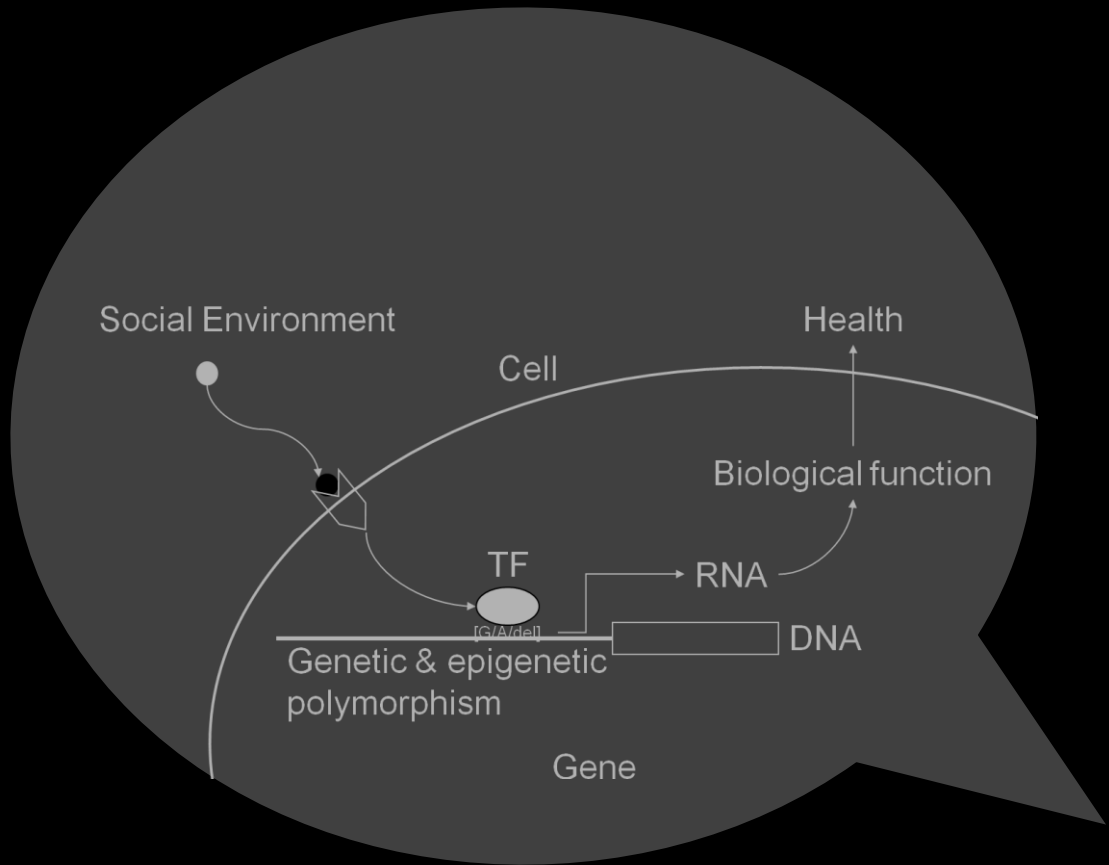 Social Environment
Health
Cell
Biological function
TF
RNA
[G/A/del]
DNA
Genetic & epigenetic
polymorphism
Gene